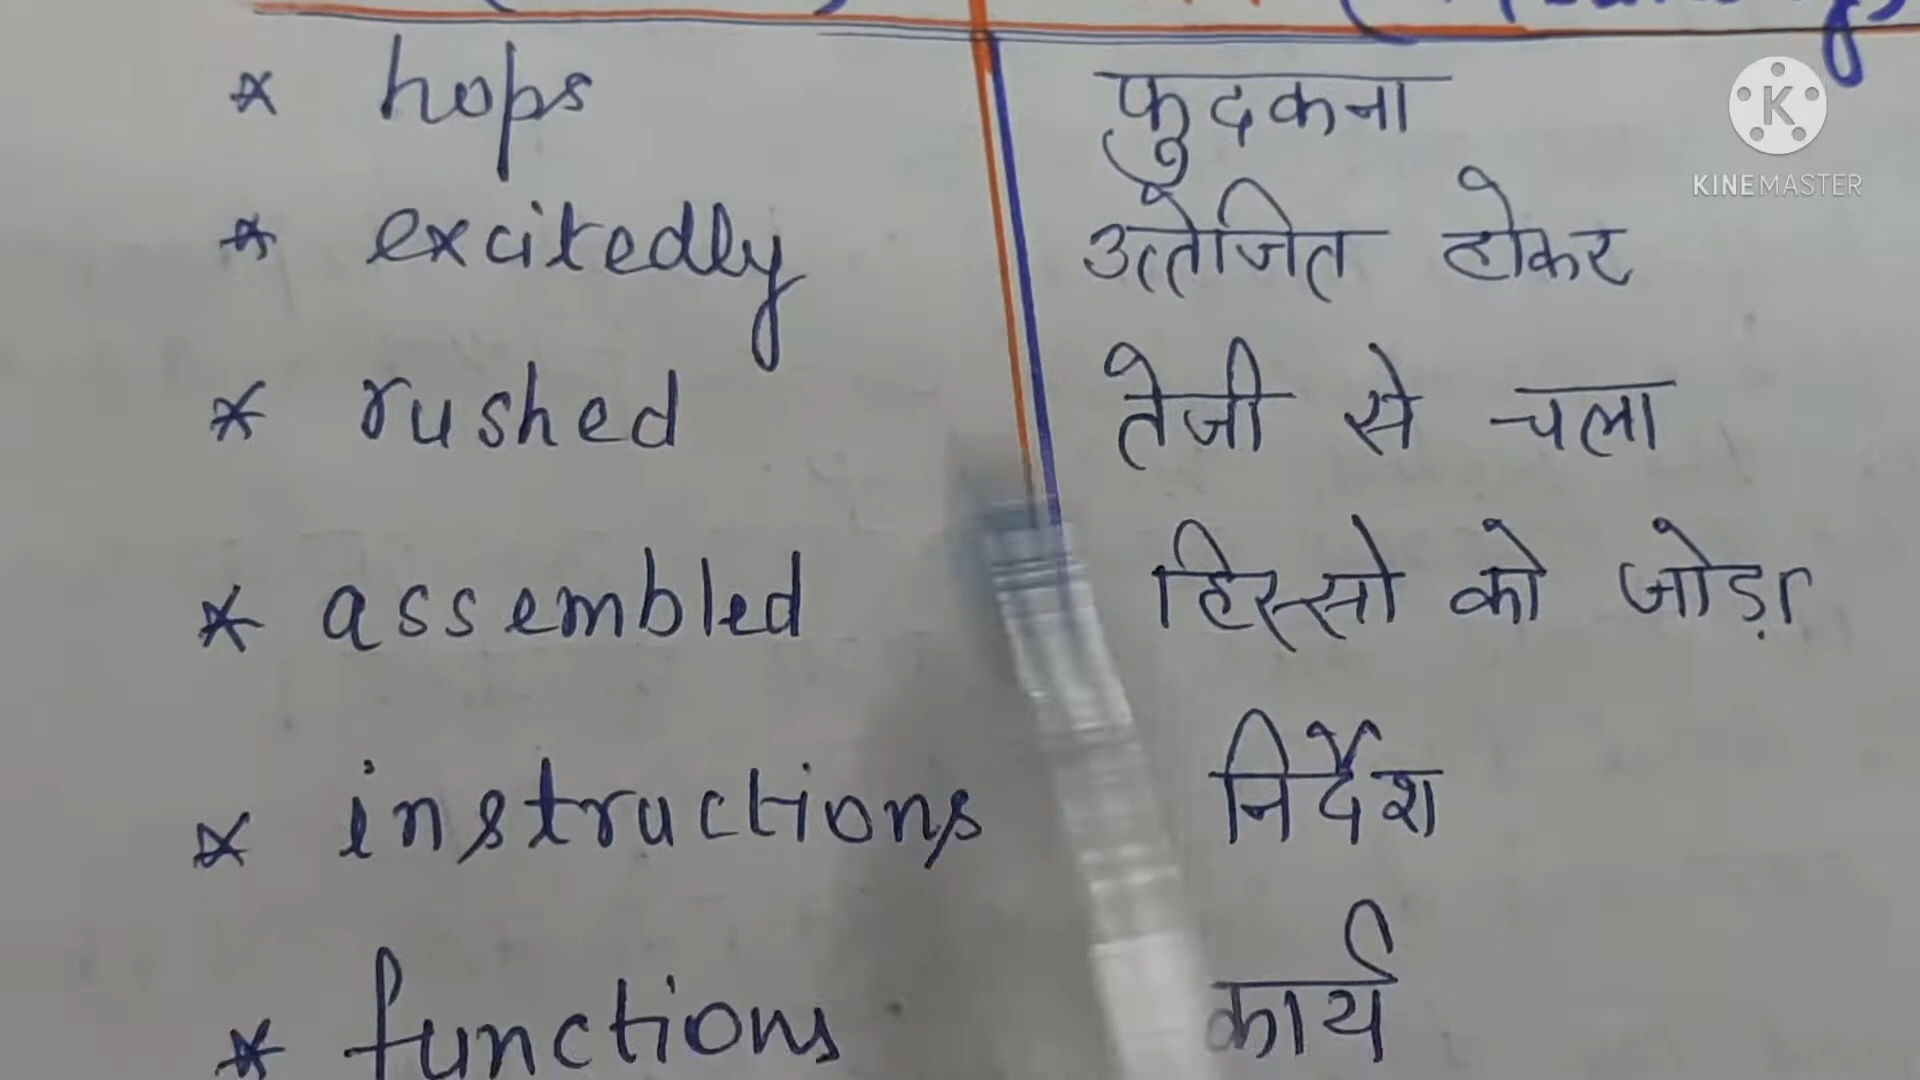 * hops फुदकना
* excitedly उत्तेजित होकर
* rushed तेजी से चला
* assembled हिस्सो को जोड़ा
* instructions निर्देश
* functions कार्य
KINEMASTER